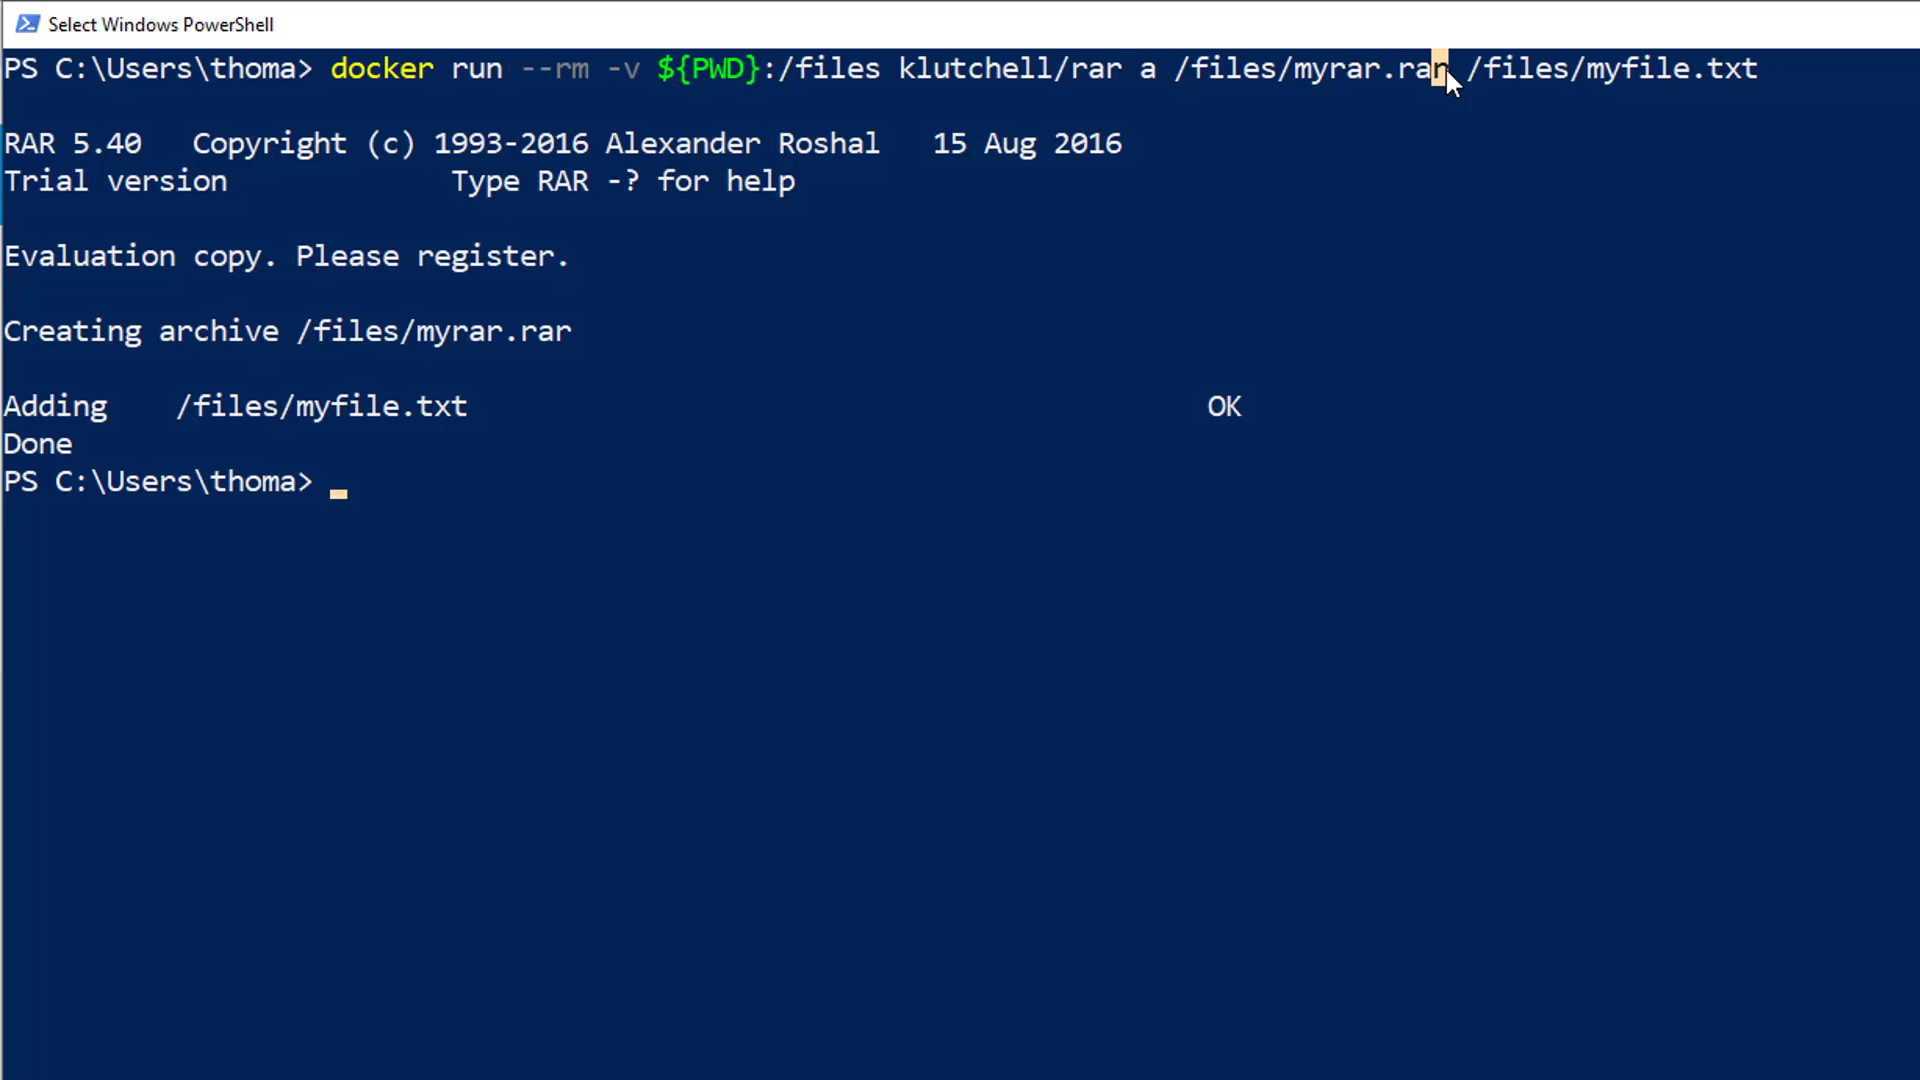 Select Windows PowerShell
PS C:\Users\thoma> docker run --rm -v ${PWD}:/files klutchell/rar a /files/myrar.rar /files/myfile.txt
RAR 5.40   Copyright (c) 1993-2016 Alexander Roshal   15 Aug 2016
Trial version             Type RAR -? for help
Evaluation copy. Please register.
Creating archive /files/myrar.rar
Adding    /files/myfile.txt                                           OK
Done
PS C:\Users\thoma>